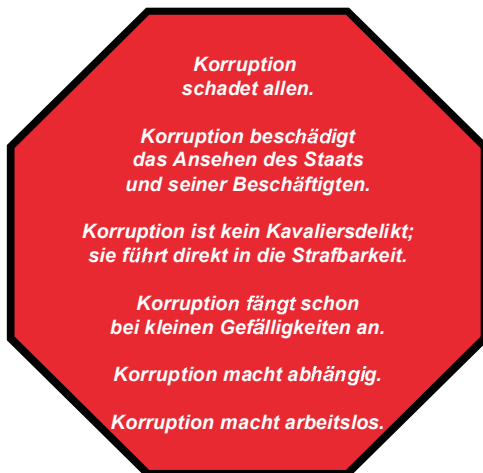 Korruption
schadet allen.
Korruption beschädigt
das Ansehen des Staats
und seiner Beschäftigten.
Korruption ist kein Kavaliersdelikt;
sie führt direkt in die Strafbarkeit.
Korruption fängt schon
bei kleinen Gefälligkeiten an.
Korruption macht abhängig.
Korruption macht arbeitslos.